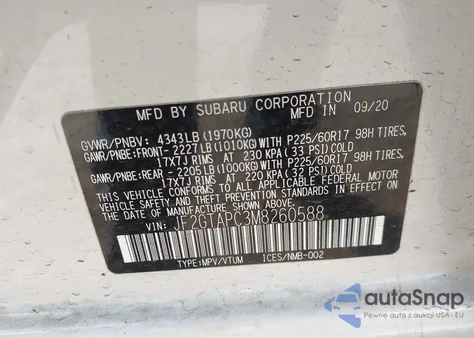 MFD BY SUBARU CORPORATION 09/20
GVWR/PNBV: 4343LB (1970KG)
GAWR/PNBE:FRONT- 2227LB (1010KG) WITH P225/60R17 98H TIRES,
17X7J RIMS AT 230 KPA (33 PSI) COLD
GAWR/PNBE:REAR - 2205LB (1000KG) WITH P225/60R17 98H TIRES,
17X7J RIMS AT 220 KPA (32 PSI) COLD
THIS VEHICLE CONFORMS TO ALL APPLICABLE FEDERAL MOTOR
VEHICLE SAFETY AND THEFT PREVENTION STANDARDS IN EFFECT
ON THE DATE OF MANUFACTURE SHOWN ABOVE.
VIN: JF2GTAPC3M8260588
TYPE:MPV/VTUM ICES/NMB-002
autoSnap
Pewne auta z USA i EU